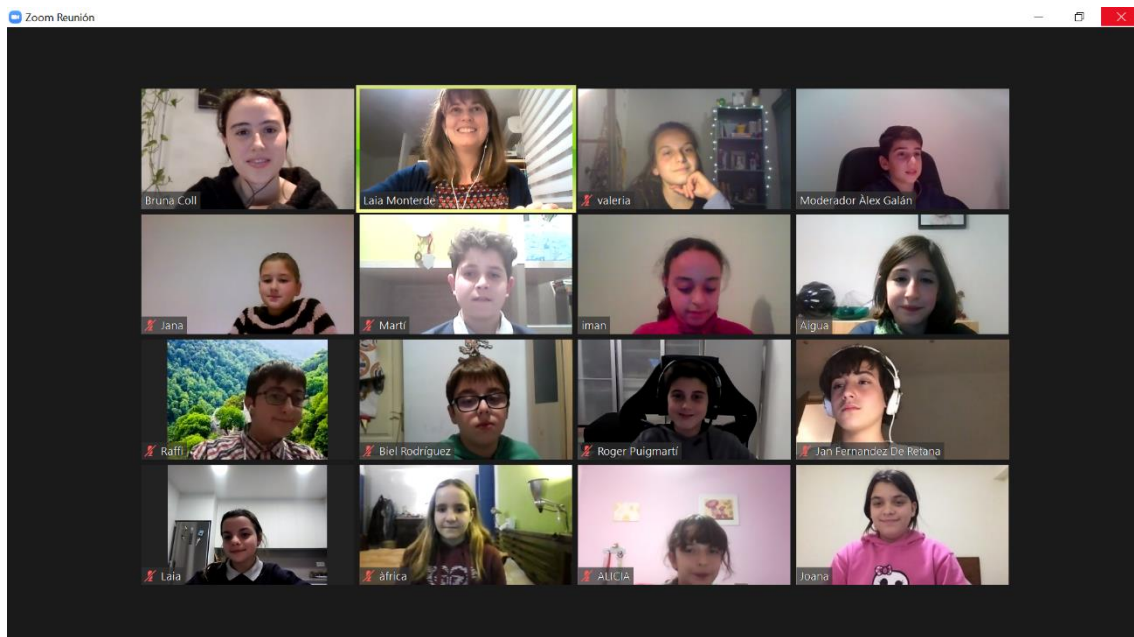 Zoom Reunión
Bruna Coll
Laia Monterde
valeria
Moderador Àlex Galán
Jana
Martí
iman
Aigua
Raffi
Biel Rodríguez
Roger Puigmartí
Jan Fernandez De Retana
Laia
àfrica
ALICIA
Joana